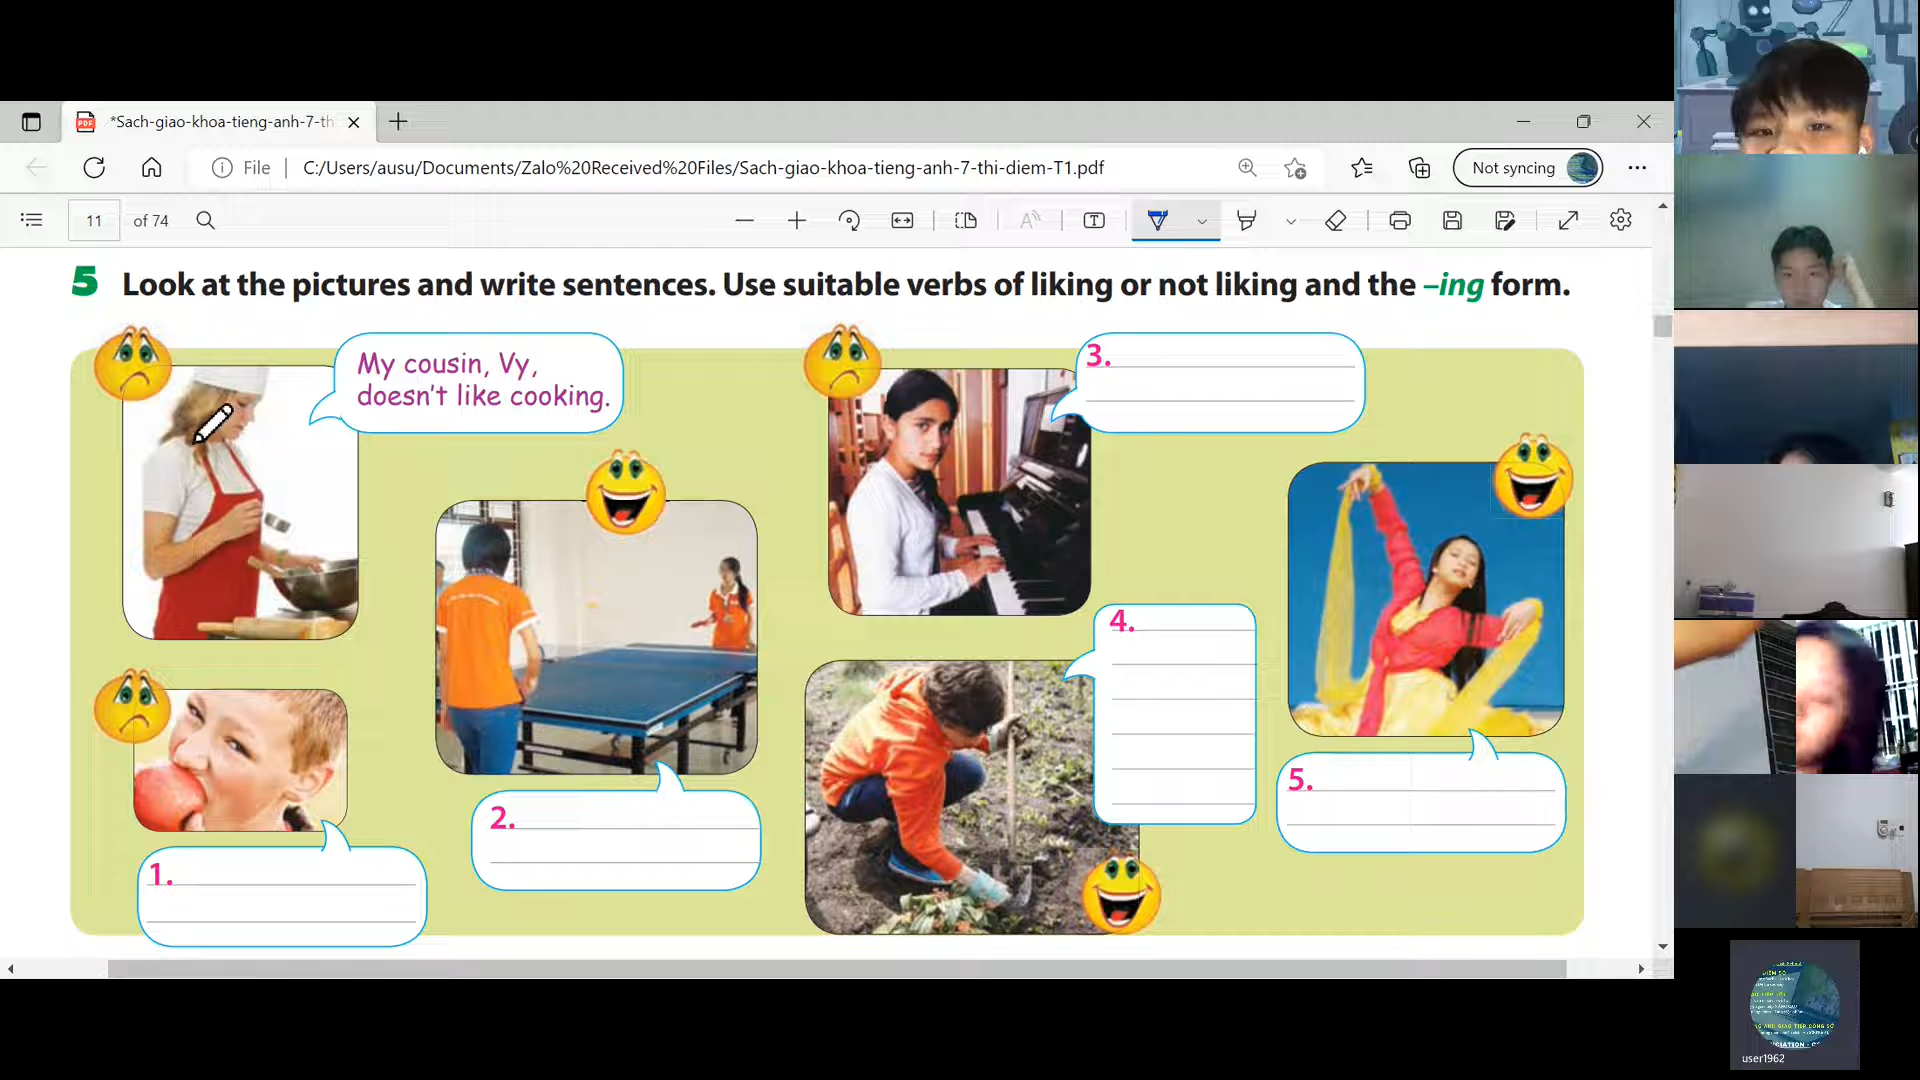 *Sach-giao-khoa-tieng-anh-7-th
File
C:/Users/ausu/Documents/Zalo%20Received%20Files/Sach-giao-khoa-tieng-anh-7-thi-diem-T1.pdf
Not syncing
11 of 74
5 Look at the pictures and write sentences. Use suitable verbs of liking or not liking and the –ing form.
My cousin, Vy,
doesn't like cooking.
1.
2.
3.
4.
5.
user1962